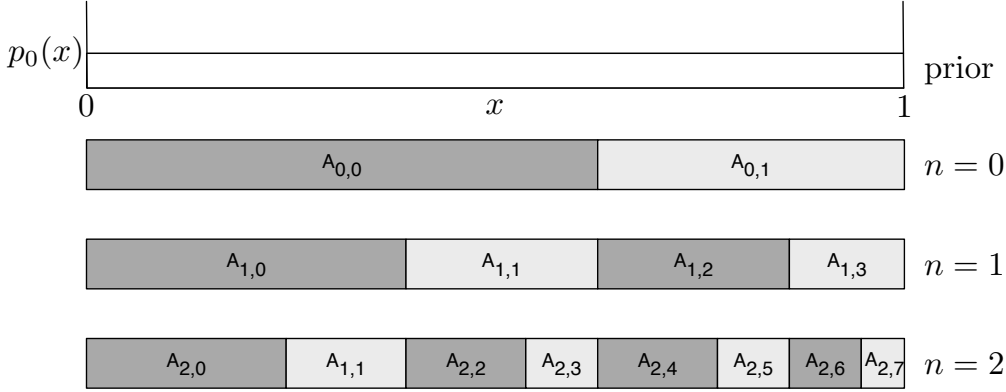 p₀(x) prior
0 x 1
A₀,₀ A₀,₁ n = 0
A₁,₀ A₁,₁ A₁,₂ A₁,₃ n = 1
A₂,₀ A₁,₁ A₂,₂ A₂,₃ A₂,₄ A₂,₅ A₂,₆ A₂,₇ n = 2